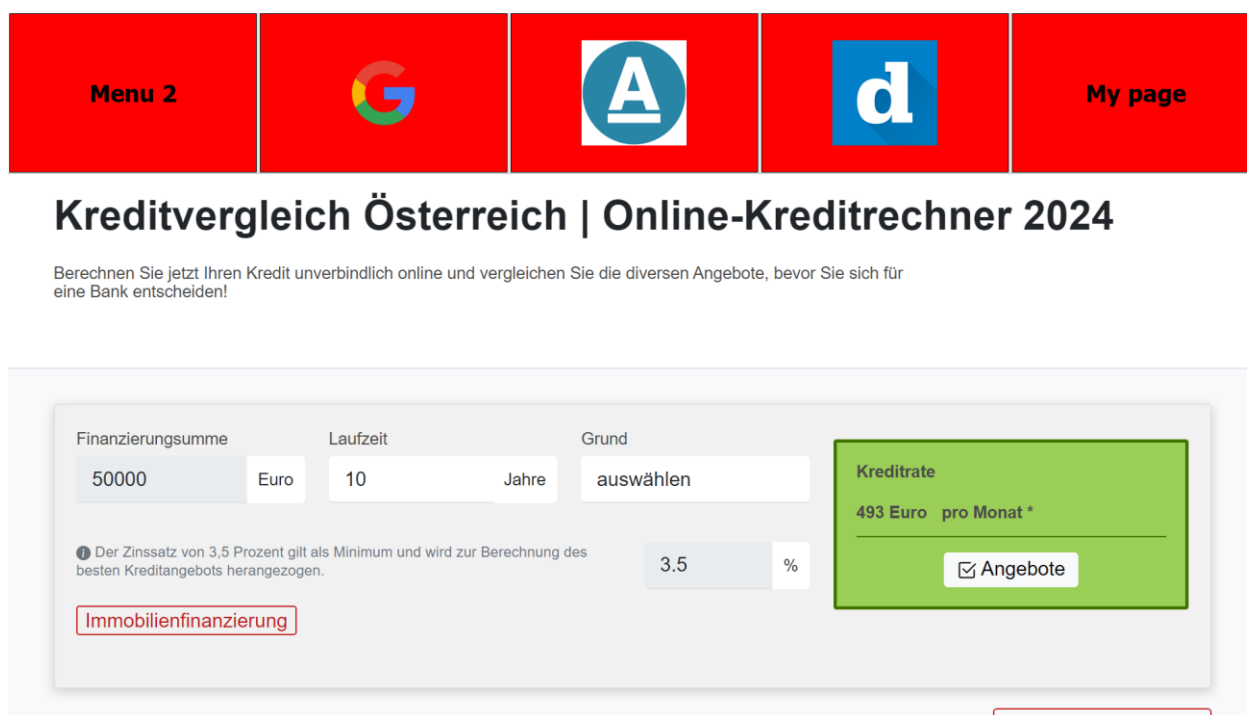 Menu 2
G
A
d
My page
Kreditvergleich Österreich | Online-Kreditrechner 2024
Berechnen Sie jetzt Ihren Kredit unverbindlich online und vergleichen Sie die diversen Angebote, bevor Sie sich für
eine Bank entscheiden!
Finanzierungsumme
Laufzeit
Grund
50000
Euro
10
Jahre
auswählen
Kreditrate
493 Euro pro Monat *
Der Zinssatz von 3,5 Prozent gilt als Minimum und wird zur Berechnung des
besten Kreditangebots herangezogen.
3.5
%
Angebote
Immobilienfinanzierung